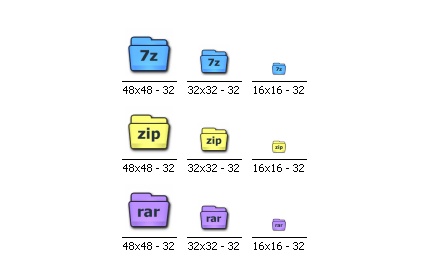 7z 7z 7z
48x48 - 32 32x32 - 32 16x16 - 32
zip zip zip
48x48 - 32 32x32 - 32 16x16 - 32
rar rar rar
48x48 - 32 32x32 - 32 16x16 - 32